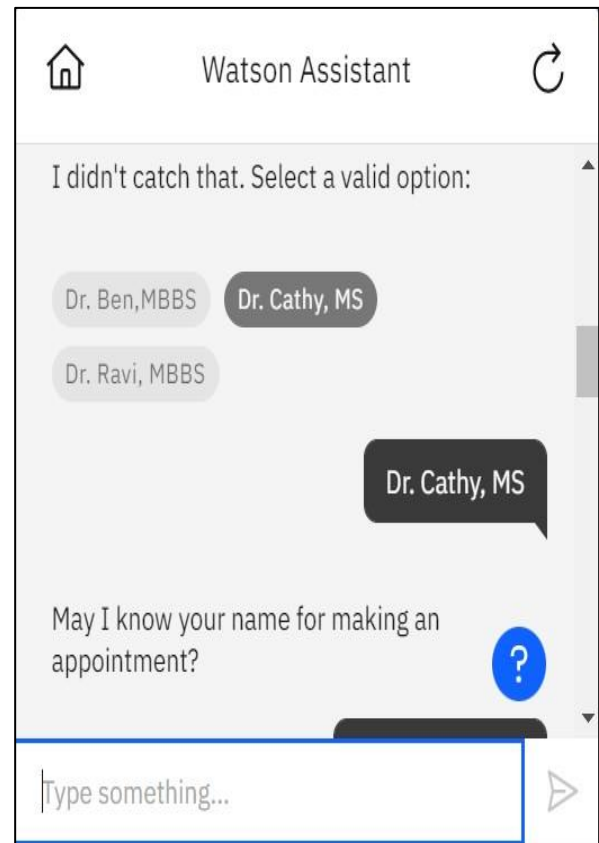 Watson Assistant
I didn't catch that. Select a valid option:
Dr. Ben,MBBS
Dr. Cathy, MS
Dr. Ravi, MBBS
Dr. Cathy, MS
May I know your name for making an
appointment?
?
Type something...